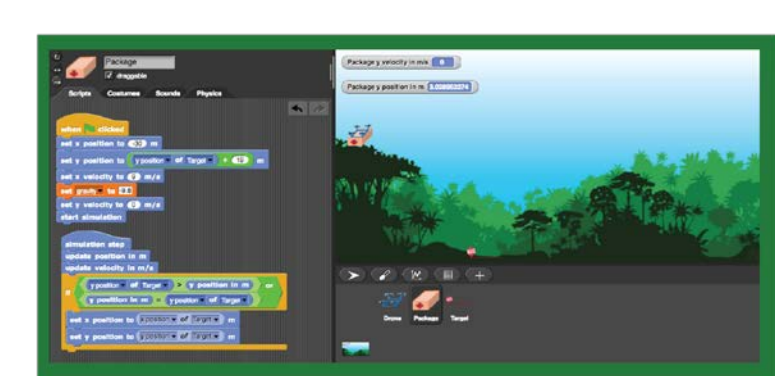 Package
draggable
Scripts Costumes Sounds Physics
when clicked
set x position to m
set y position to y position of Target + 10 m
set x velocity to 0 m/s
set gravity to
set y velocity to 0 m/s
start simulation
simulation step
update position in m
update velocity in m/s
if
y position of Target > y position in m or
y position in m = y position of Target
set x position to x position of Target m
set y position to y position of Target m
Package y velocity in m/s
Package y position in m
Drone Package Target